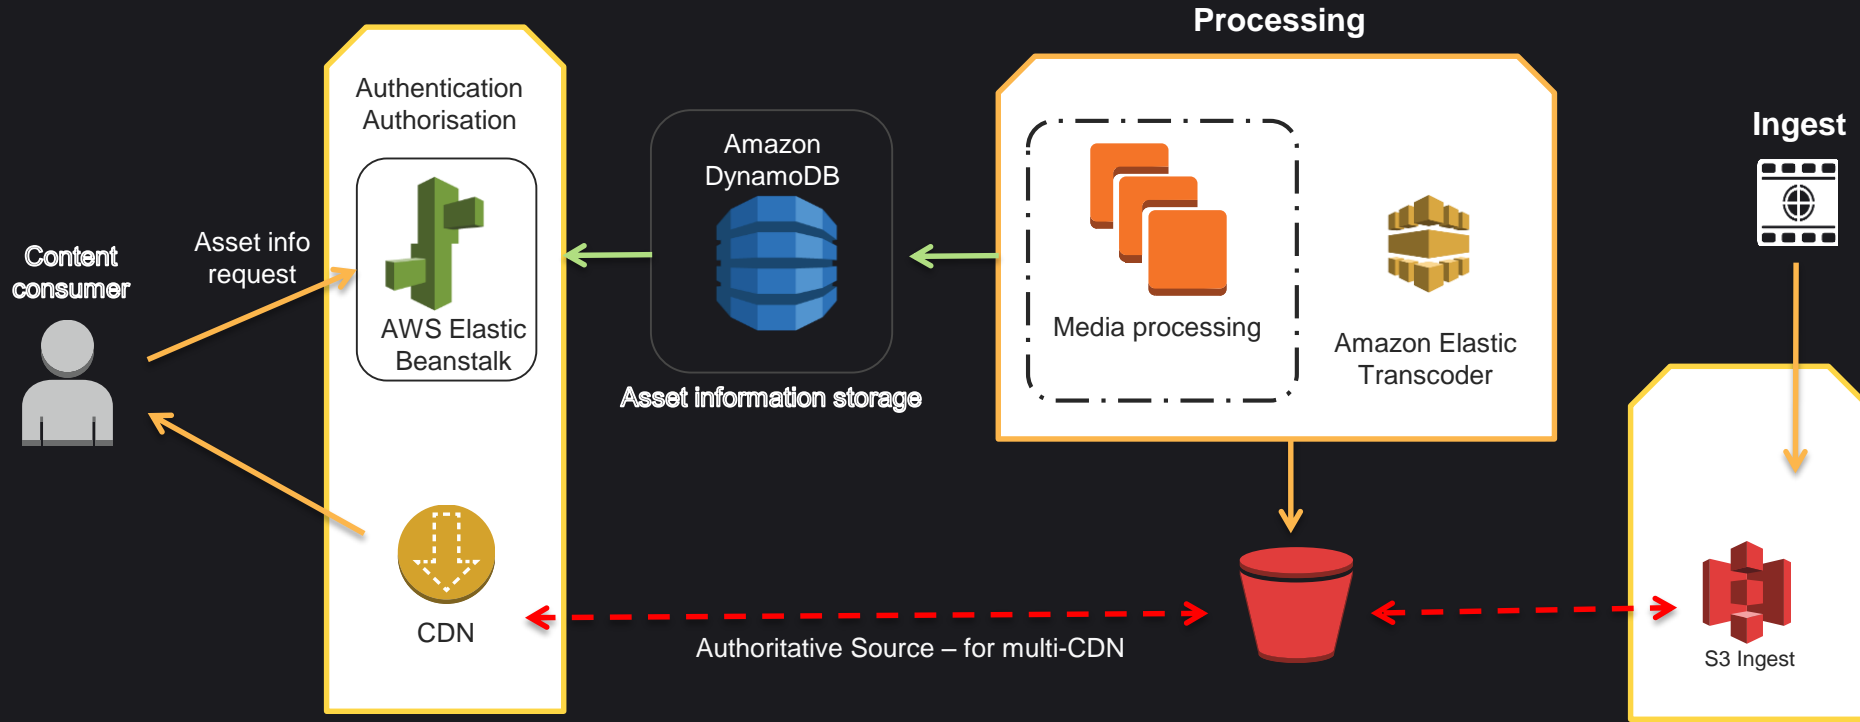 Processing
Authentication
Authorisation
Amazon
DynamoDB
Ingest
Asset info
request
Content
consumer
AWS Elastic
Beanstalk
Media processing
Amazon Elastic
Transcoder
Asset information storage
CDN
Authoritative Source – for multi-CDN
S3 Ingest